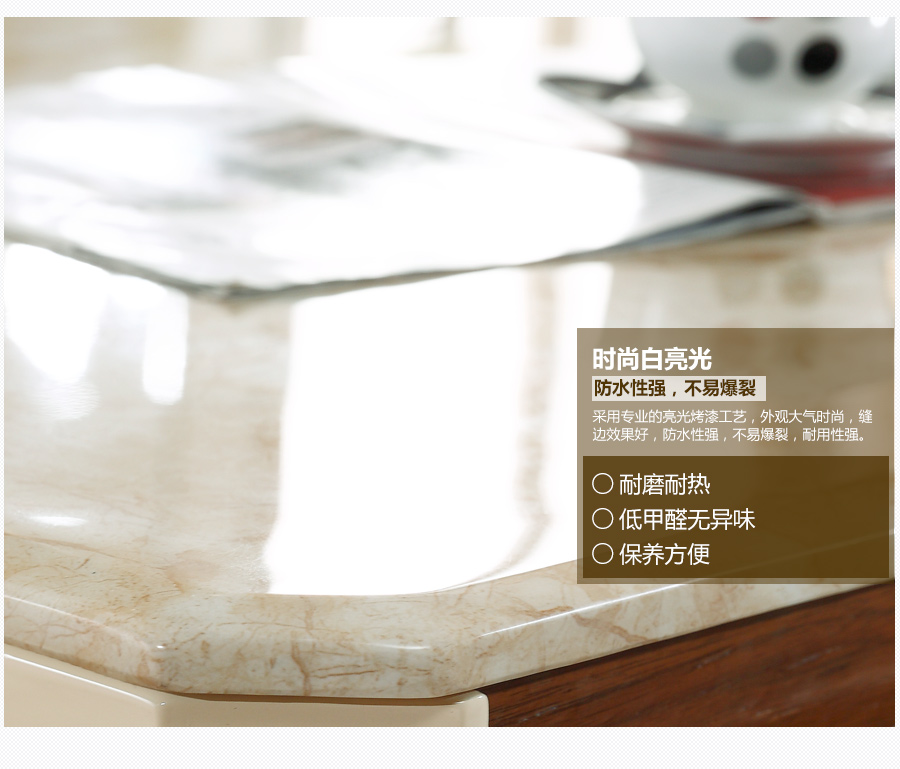 时尚白亮光
防水性强，不易爆裂
采用专业的亮光烤漆工艺，外观大气时尚，缝
边效果好，防水性强，不易爆裂，耐用性强。
○ 耐磨耐热
○ 低甲醛无异味
○ 保养方便